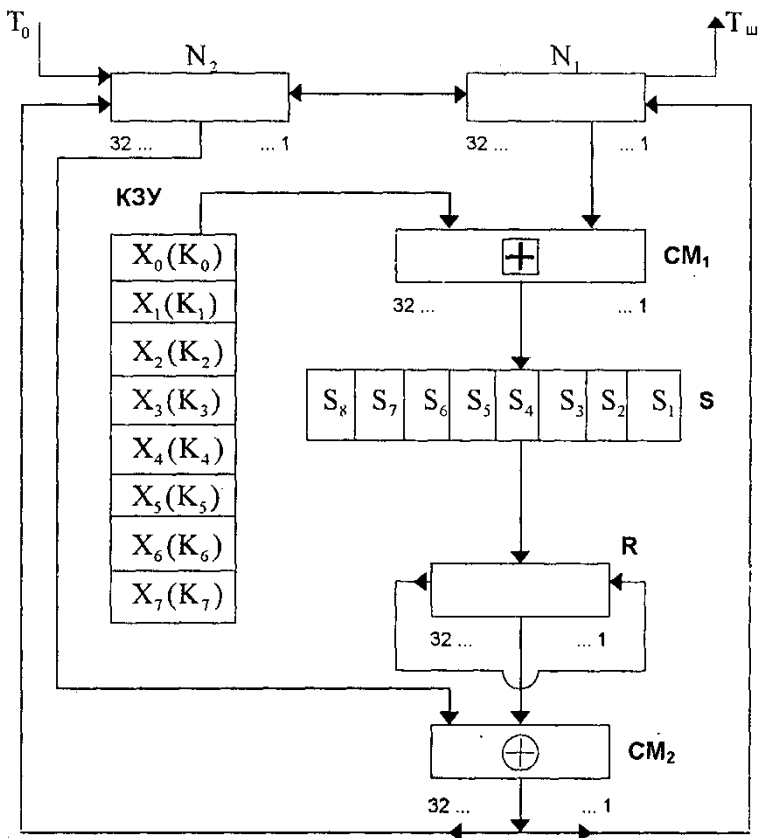 T₀ N₂ N₁ Tш
32 ... ... 1 32 ... ... 1
КЗУ
X₀(K₀)
X₁(K₁)
X₂(K₂)
X₃(K₃)
X₄(K₄)
X₅(K₅)
X₆(K₆)
X₇(K₇)
+ СМ₁
32 ... ... 1
S₈ S₇ S₆ S₅ S₄ S₃ S₂ S₁ S
R
32 ... ... 1
+ СМ₂
32 ... ... 1